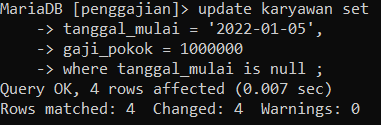 MariaDB [penggajian]> update karyawan set
    -> tanggal_mulai = '2022-01-05',
    -> gaji_pokok = 1000000
    -> where tanggal_mulai is null ;
Query OK, 4 rows affected (0.007 sec)
Rows matched: 4  Changed: 4  Warnings: 0